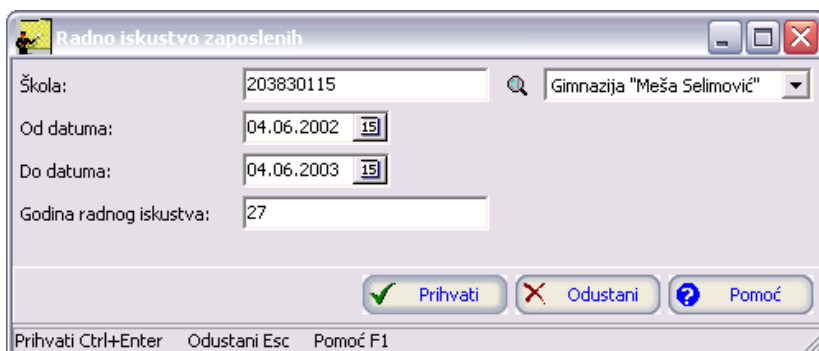 Radno iskustvo zaposlenih
Škola: 203830115 Gimnazija "Meša Selimović"
Od datuma: 04.06.2002 15
Do datuma: 04.06.2003 15
Godina radnog iskustva: 27
Prihvati Odustani ? Pomoć
Prihvati Ctrl+Enter Odustani Esc Pomoć F1